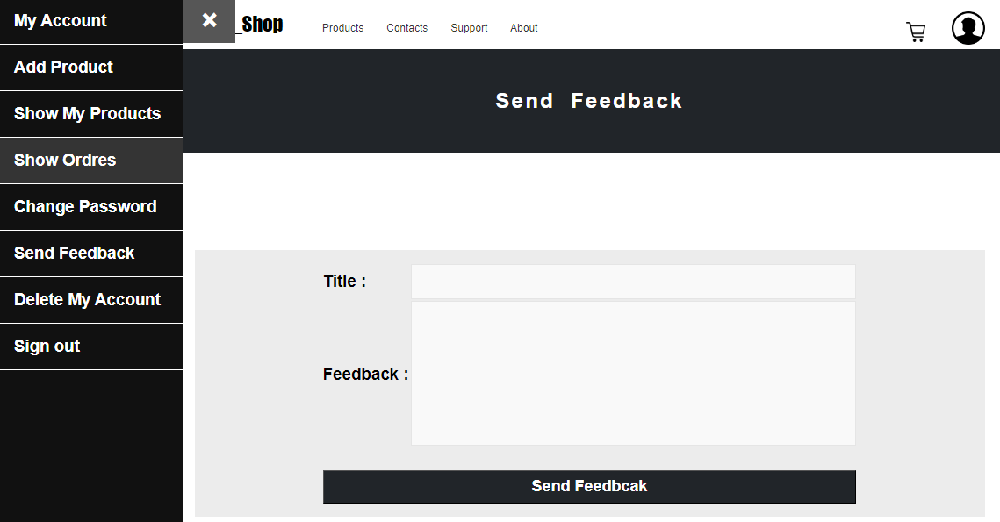 My Account
Add Product
Show My Products
Show Ordres
Change Password
Send Feedback
Delete My Account
Sign out
×
_Shop
Products
Contacts
Support
About
Send Feedback
Title :
Feedback :
Send Feedbcak